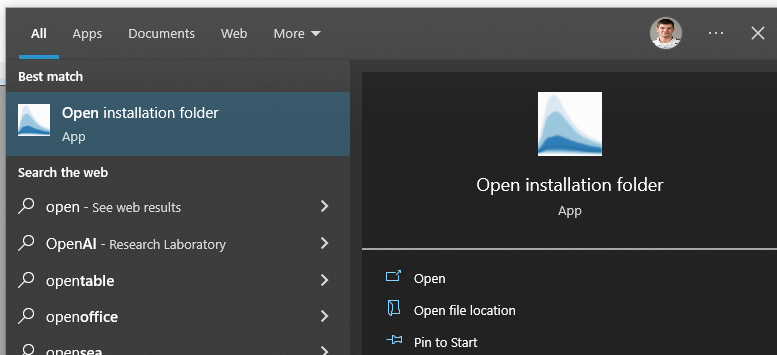 All Apps Documents Web More
Best match
Open installation folder
App
Search the web
open - See web results
OpenAI - Research Laboratory
opentable
openoffice
opensea
Open installation folder
App
Open
Open file location
Pin to Start